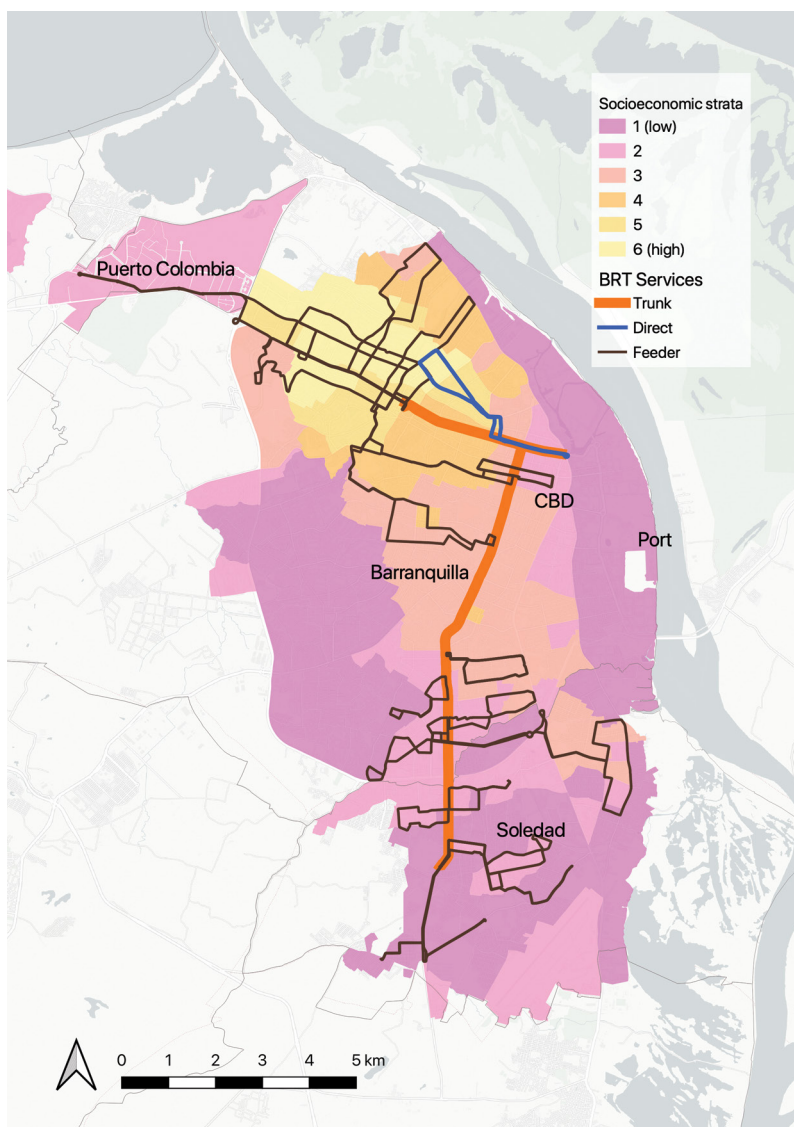 Socioeconomic strata
1 (low)
2
3
4
5
6 (high)
BRT Services
Trunk
Direct
Feeder
Puerto Colombia
CBD
Port
Barranquilla
Soledad
0 1 2 3 4 5 km